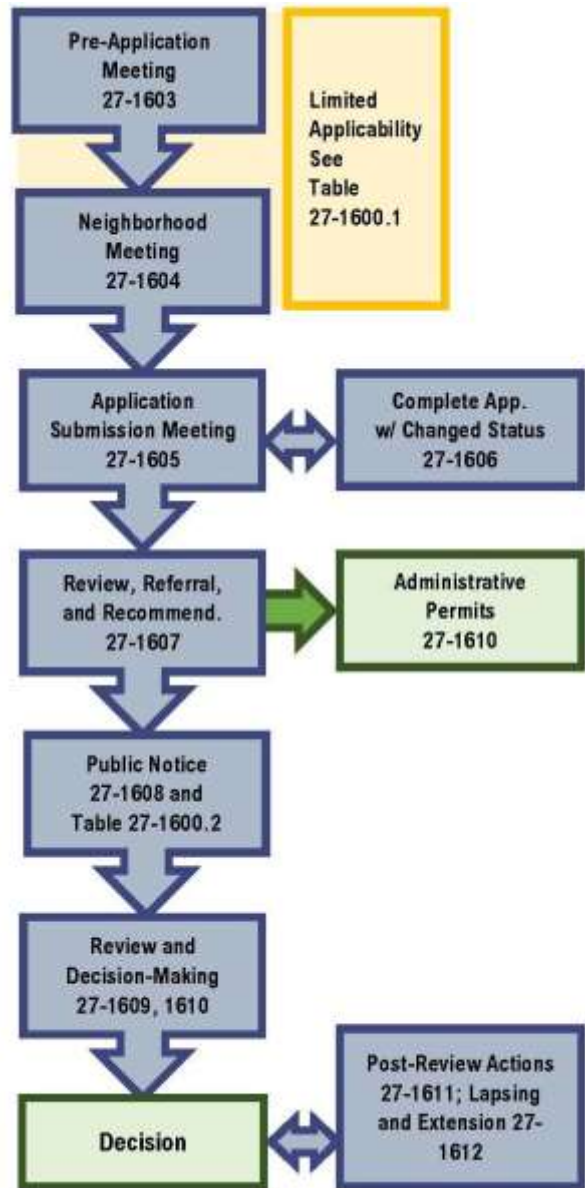 Pre-Application
Meeting
27-1603
Limited
Applicability
See
Table
27-1600.1
Neighborhood
Meeting
27-1604
Application
Submission Meeting
27-1605
Complete App.
w/ Changed Status
27-1606
Review, Referral,
and Recommend.
27-1607
Administrative
Permits
27-1610
Public Notice
27-1608 and
Table 27-1600.2
Review and
Decision-Making
27-1609, 1610
Decision
Post-Review Actions
27-1611; Lapsing
and Extension 27-
1612